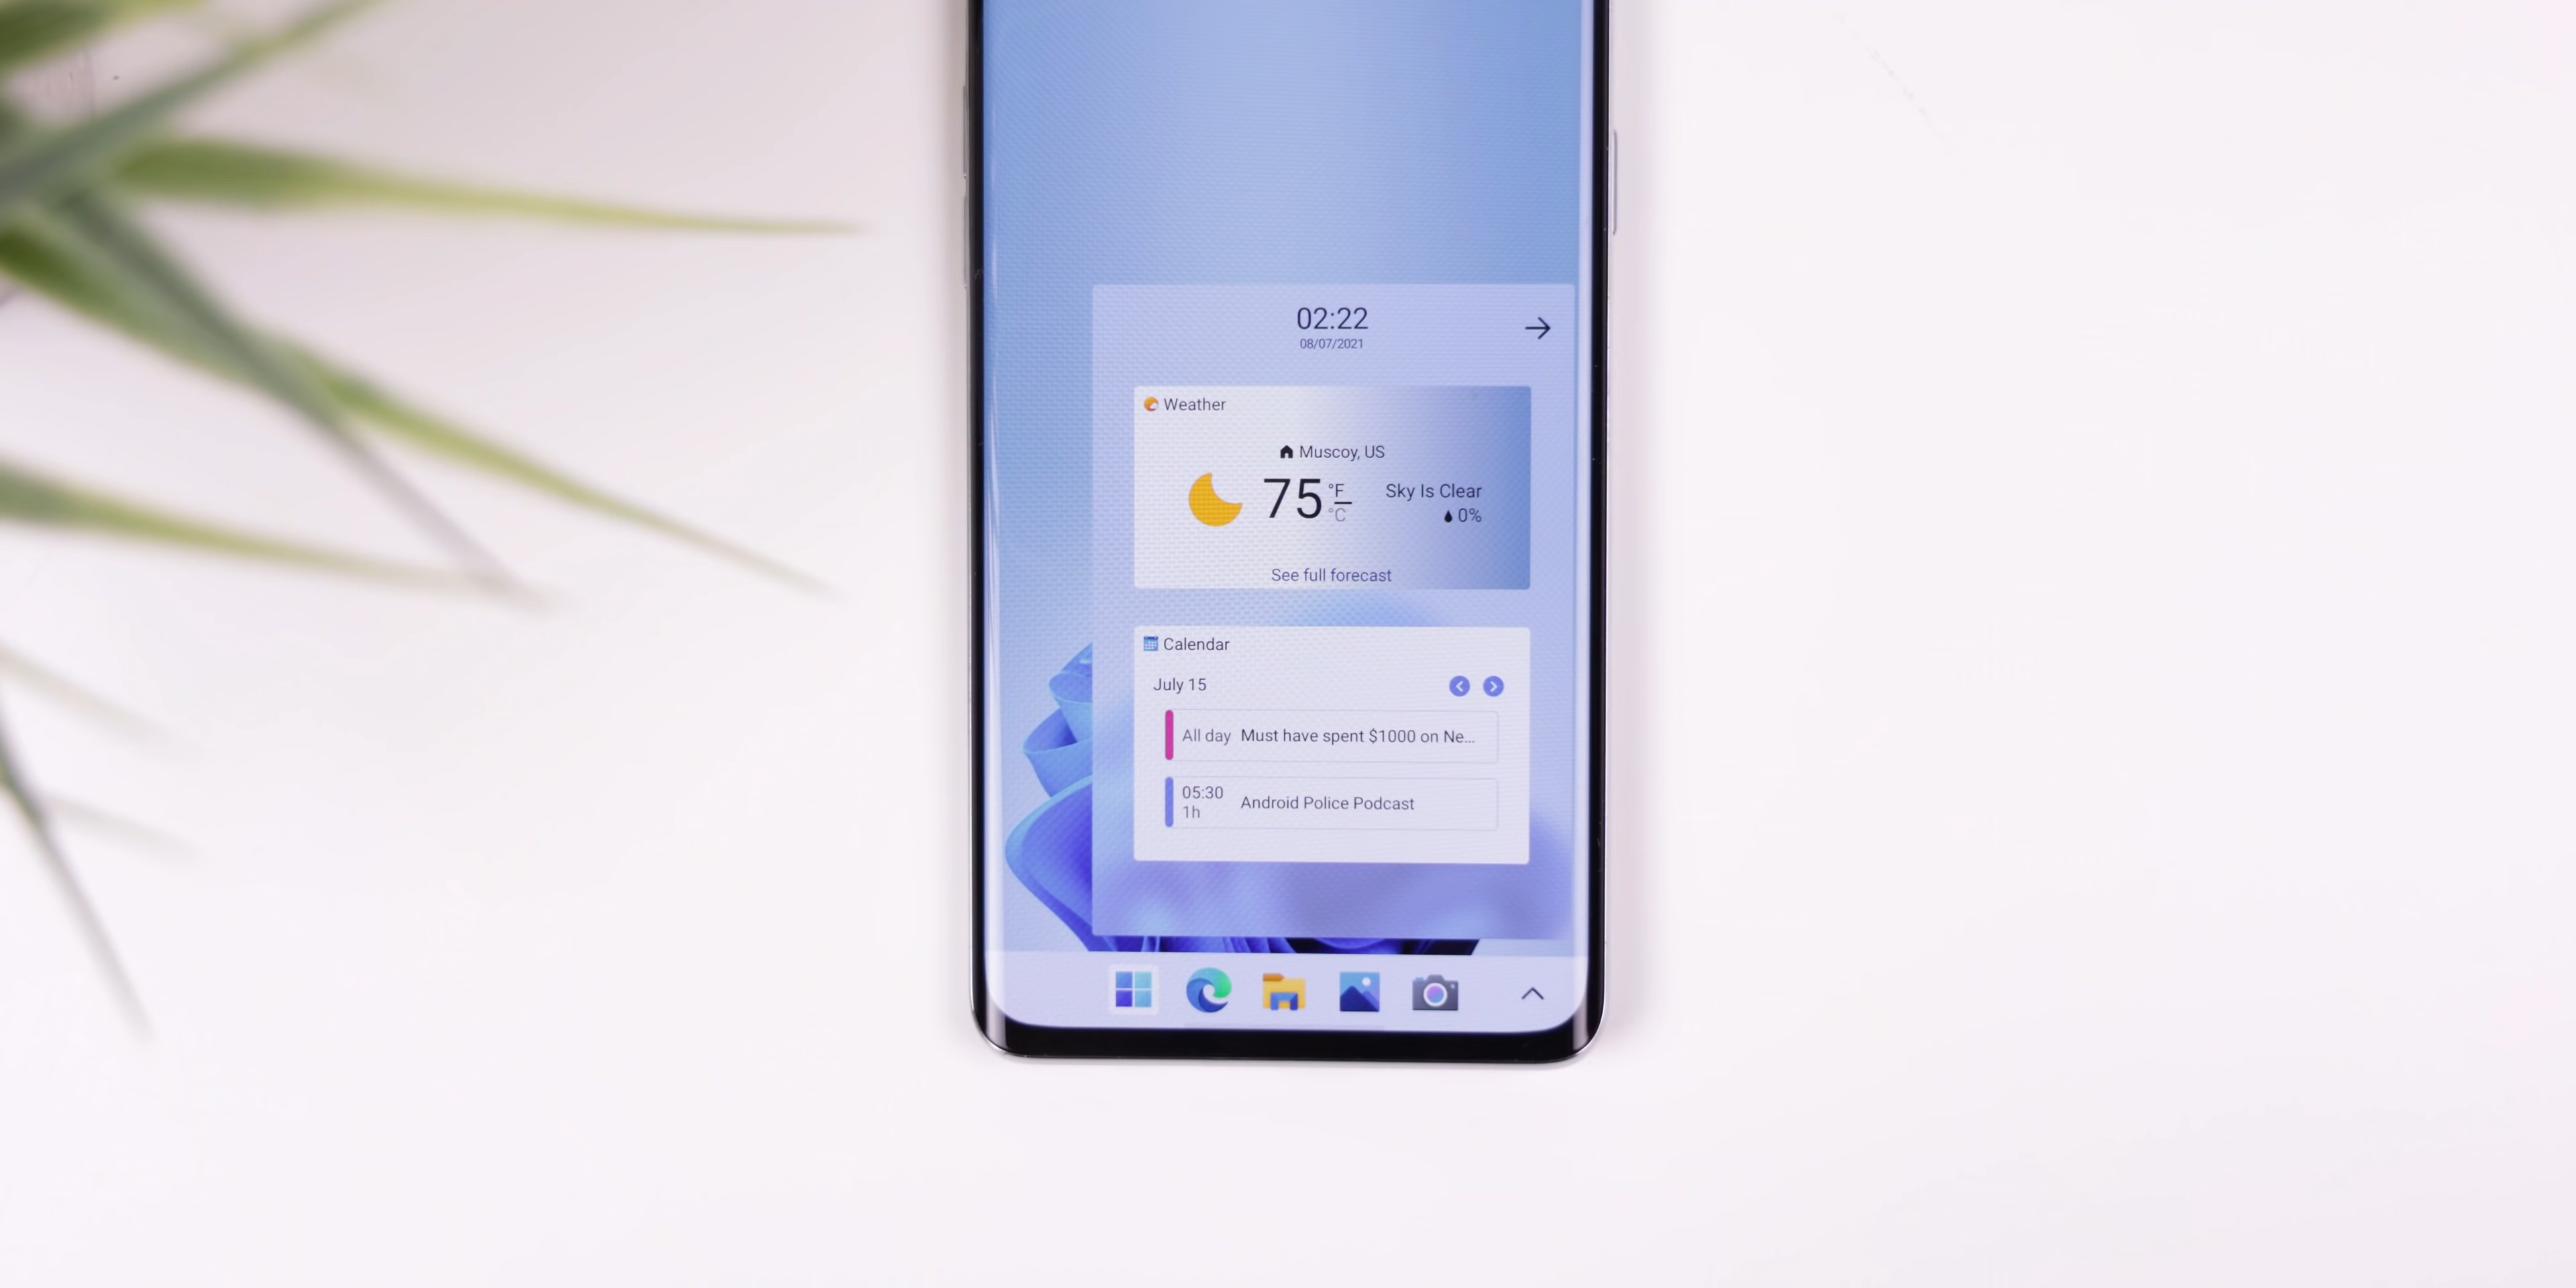 02:22
08/07/2021
Weather
Muscoy, US
75 °F
°C
Sky Is Clear
0%
See full forecast
Calendar
July 15
All day Must have spent $1000 on Ne...
05:30
1h
Android Police Podcast